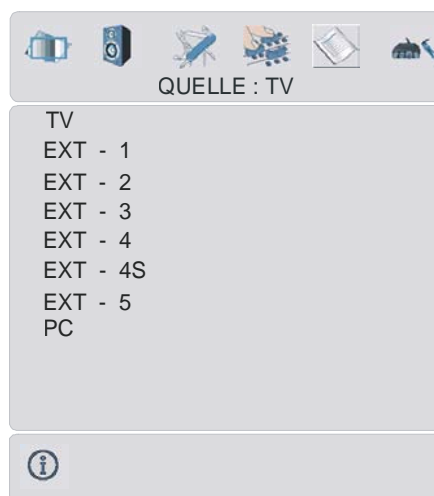 QUELLE : TV
TV
EXT - 1
EXT - 2
EXT - 3
EXT - 4
EXT - 4S
EXT - 5
PC